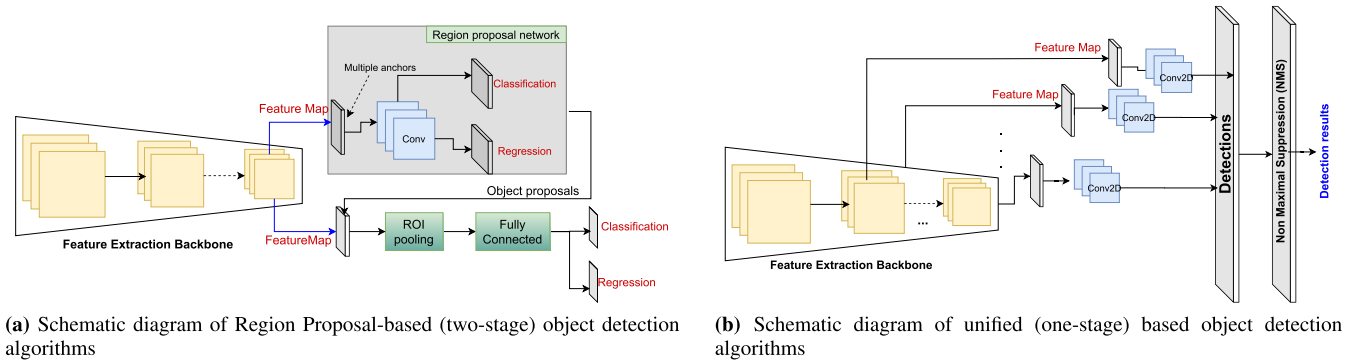 Region proposal network
Multiple anchors
Classification
Feature Map
Conv
Regression
Object proposals
Feature Extraction Backbone
FeatureMap
ROI
pooling
Fully
Connected
Classification
Regression
(a) Schematic diagram of Region Proposal-based (two-stage) object detection
algorithms
Feature Map
Conv2D
Feature Map
Conv2D
.
.
.
Conv2D
...
Feature Extraction Backbone
Detections
Non Maximal Suppression (NMS)
Detection results
(b) Schematic diagram of unified (one-stage) based object detection
algorithms